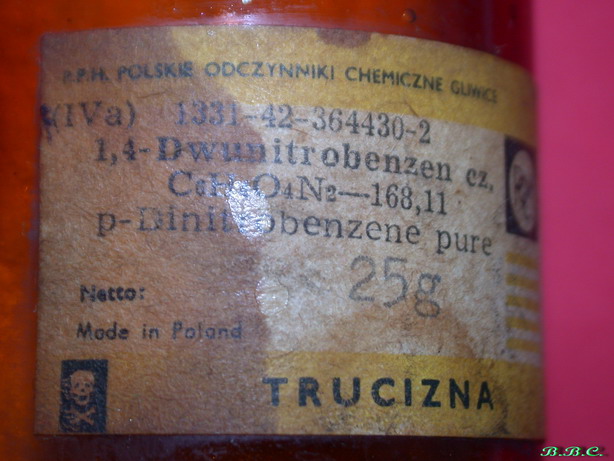 P.P.H. POLSKIE ODCZYNNIKI CHEMICZNE GLIWICE
(IVa) 1331-42-364430-2
1,4-Dwunitrobenzen cz.
C6H4O4N2—168,11
p-Dinitrobenzene pure
25g
Netto:
Made in Poland
TRUCIZNA
B.B.C.